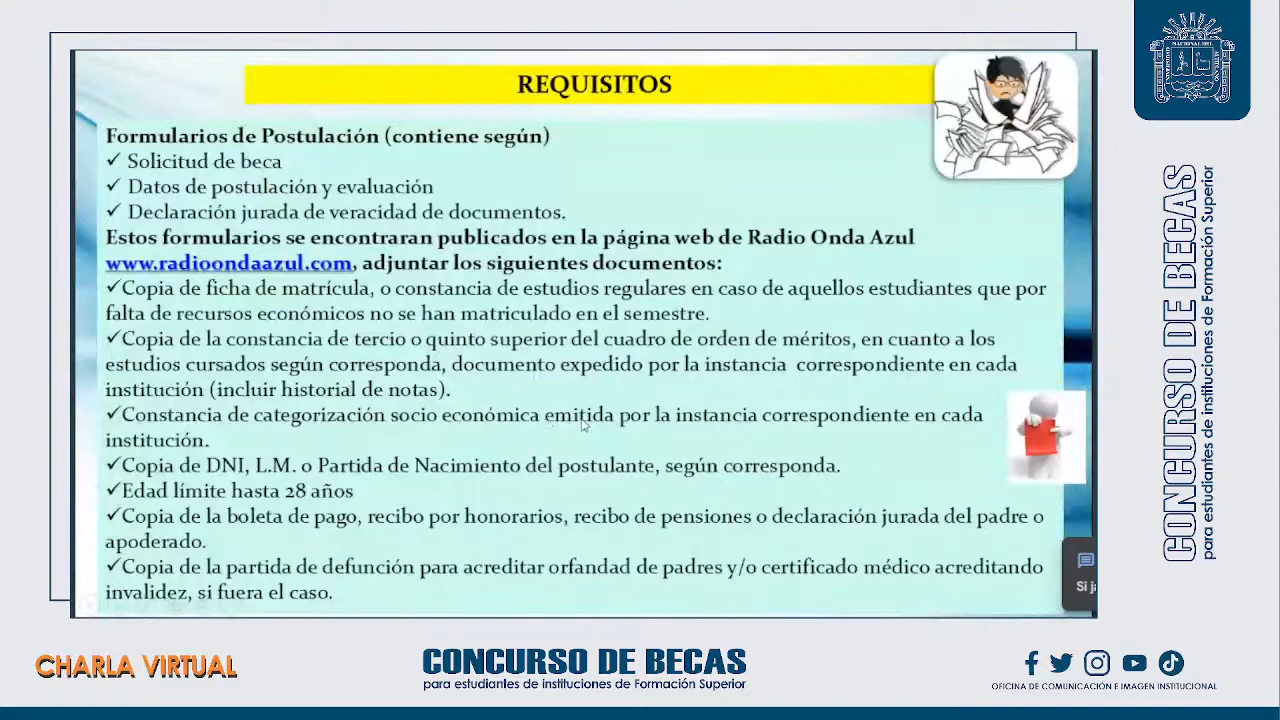 REQUISITOS
Formularios de Postulación (contiene según)
✓ Solicitud de beca
✓ Datos de postulación y evaluación
✓ Declaración jurada de veracidad de documentos.
Estos formularios se encontraran publicados en la página web de Radio Onda Azul
www.radioondaazul.com, adjuntar los siguientes documentos:
✓Copia de ficha de matrícula, o constancia de estudios regulares en caso de aquellos estudiantes que por
falta de recursos económicos no se han matriculado en el semestre.
✓Copia de la constancia de tercio o quinto superior del cuadro de orden de méritos, en cuanto a los
estudios cursados según corresponda, documento expedido por la instancia correspondiente en cada
institución (incluir historial de notas).
✓Constancia de categorización socio económica emitida por la instancia correspondiente en cada
institución.
✓Copia de DNI, L.M. o Partida de Nacimiento del postulante, según corresponda.
✓Edad límite hasta 28 años
✓Copia de la boleta de pago, recibo por honorarios, recibo de pensiones o declaración jurada del padre o
apoderado.
✓Copia de la partida de defunción para acreditar orfandad de padres y/o certificado médico acreditando
invalidez, si fuera el caso.
Si
CONCURSO DE BECAS
para estudiantes de instituciones de Formación Superior
CHARLA VIRTUAL
CONCURSO DE BECAS
para estudiantes de instituciones de Formación Superior
OFICINA DE COMUNICACIÓN E IMAGEN INSTITUCIONAL